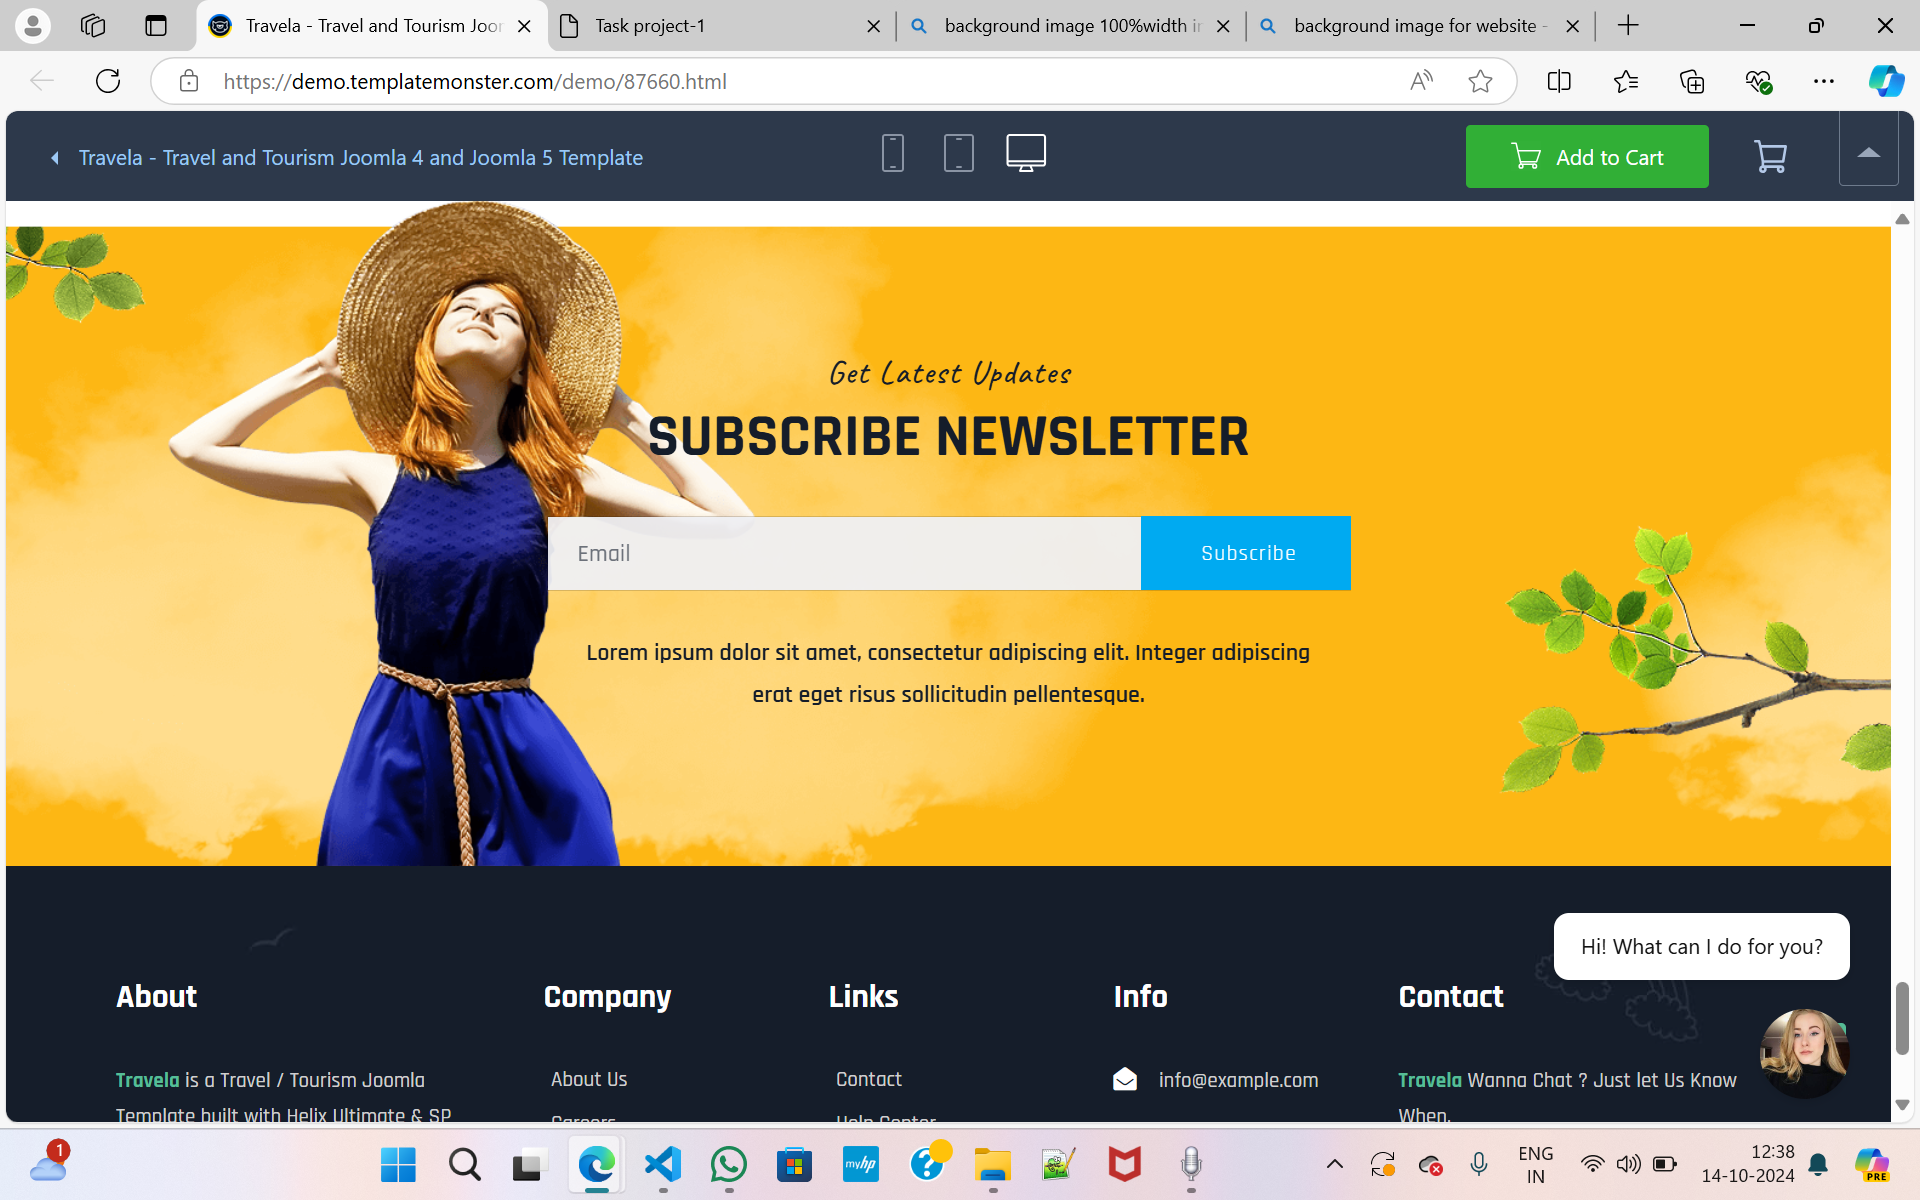 Travela - Travel and Tourism Joor
Task project-1
background image 100%width ir
background image for website -
https://demo.templatemonster.com/demo/87660.html
Travela - Travel and Tourism Joomla 4 and Joomla 5 Template
Add to Cart
Get Latest Updates
SUBSCRIBE NEWSLETTER
Email
Subscribe
Lorem ipsum dolor sit amet, consectetur adipiscing elit. Integer adipiscing
erat eget risus sollicitudin pellentesque.
Hi! What can I do for you?
About
Company
Links
Info
Contact
Travela is a Travel / Tourism Joomla
Template built with Helix Ultimate & SP
About Us
Careers
Contact
Help Center
info@example.com
Travela Wanna Chat ? Just let Us Know
When.
1
myhp
ENG
IN
12:38
14-10-2024
PRE